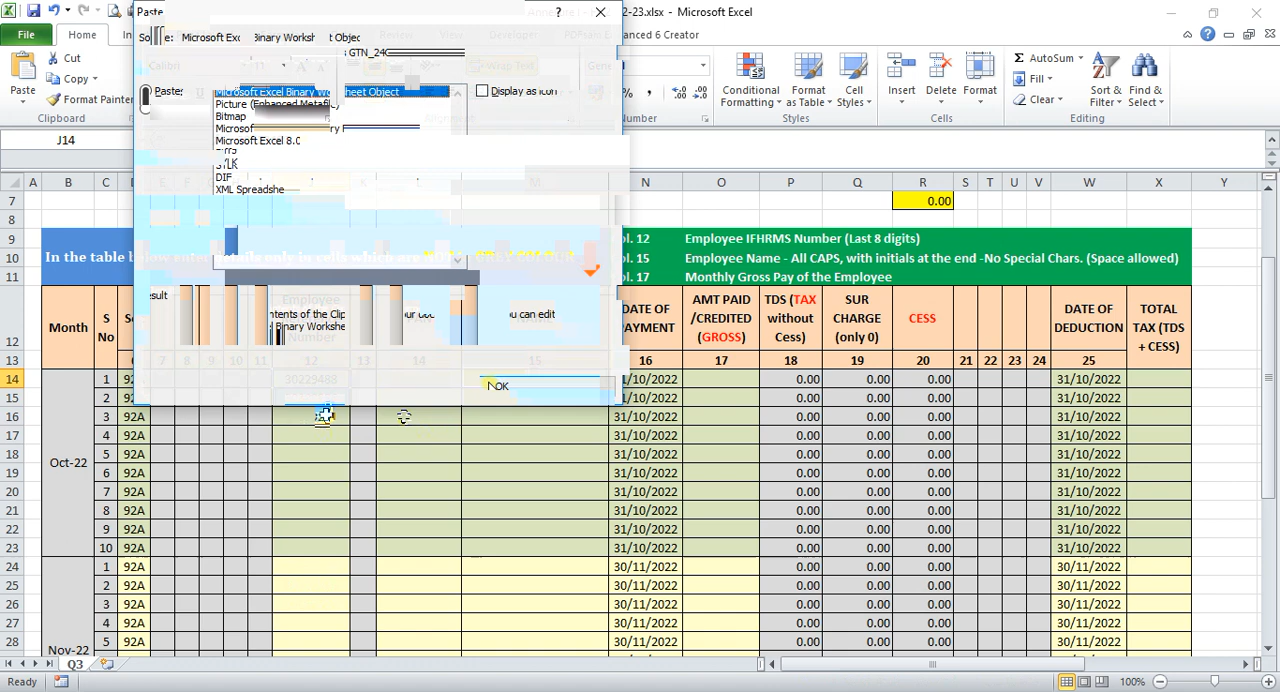 Paste
2-23.xlsx - Microsoft Excel
File
Home
In
Enhanced 6 Creator
Cut
Copy
Format Painter
Paste
Clipboard
Conditional Formatting
Format as Table
Cell Styles
Styles
Insert
Delete
Format
Cells
AutoSum
Fill
Clear
Sort & Filter
Find & Select
Editing
Microsoft Exc
Binary Worksh
t Objec
GTN_24
Calibri
11
Wrap Text
Paste:
Microsoft Excel Binary Wo
sheet Object
Display as icon
Picture (Enhanced Metafile)
Bitmap
Microsoft Excel 8.0
SYLK
DIF
XML Spreadshe
OK
J14
A B C N O P Q R S T U V W X Y
7 0.00
8
9 ol. 12 Employee IFHRMS Number (Last 8 digits)
10 In the table below enter details only in cells which are ol. 15 Employee Name - All CAPS, with initials at the end -No Special Chars. (Space allowed)
11 ol. 17 Monthly Gross Pay of the Employee
12 Month S No Employee Number DATE OF PAYMENT AMT PAID /CREDITED (GROSS) TDS (TAX without Cess) SUR CHARGE (only 0) CESS DATE OF DEDUCTION TOTAL TAX (TDS + CESS)
13 7 8 9 10 11 12 13 14 15 16 17 18 19 20 21 22 23 24 25
14 1 92 30229488 1/10/2022 0.00 0.00 0.00 31/10/2022
15 2 92 1/10/2022 0.00 0.00 0.00 31/10/2022
16 3 92A 31/10/2022 0.00 0.00 0.00 31/10/2022
17 4 92A 31/10/2022 0.00 0.00 0.00 31/10/2022
18 Oct-22 5 92A 31/10/2022 0.00 0.00 0.00 31/10/2022
19 6 92A 31/10/2022 0.00 0.00 0.00 31/10/2022
20 7 92A 31/10/2022 0.00 0.00 0.00 31/10/2022
21 8 92A 31/10/2022 0.00 0.00 0.00 31/10/2022
22 9 92A 31/10/2022 0.00 0.00 0.00 31/10/2022
23 10 92A 31/10/2022 0.00 0.00 0.00 31/10/2022
24 1 92A 30/11/2022 0.00 0.00 0.00 30/11/2022
25 2 92A 30/11/2022 0.00 0.00 0.00 30/11/2022
26 3 92A 30/11/2022 0.00 0.00 0.00 30/11/2022
27 4 92A 30/11/2022 0.00 0.00 0.00 30/11/2022
28 Nov-22 5 92A 30/11/2022 0.00 0.00 0.00 30/11/2022
Q3
Ready
100%